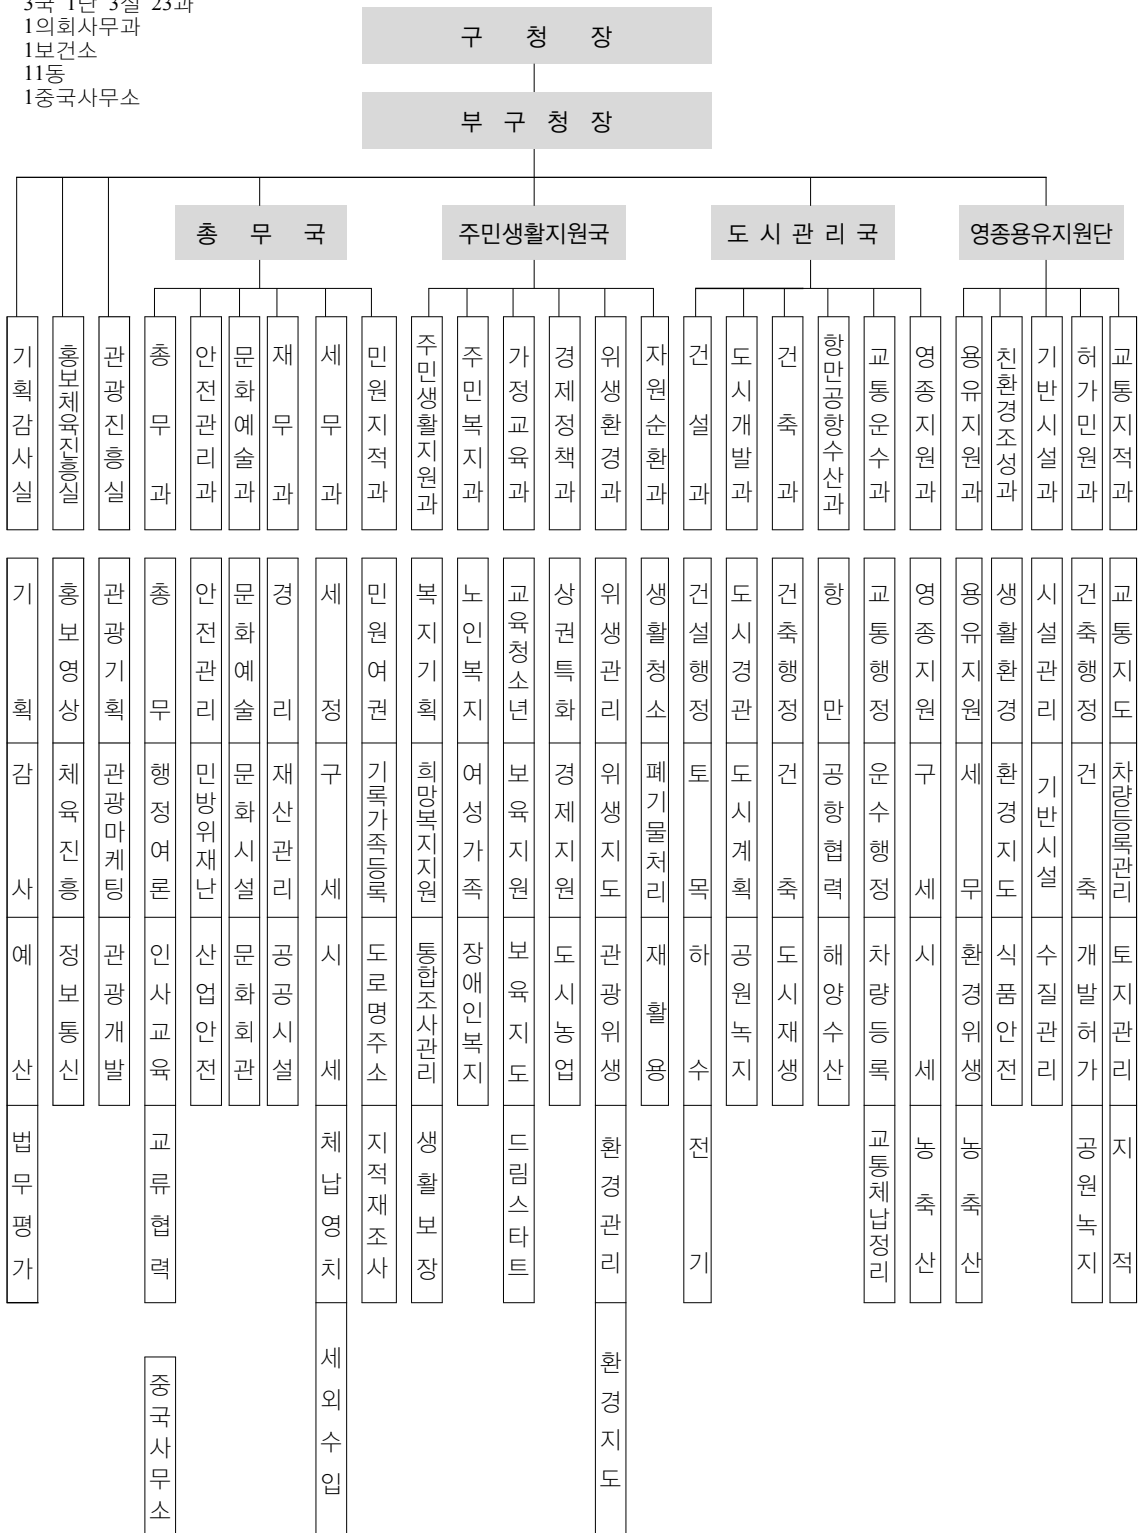 3국 1단 3실 23과
1의회사무과
1보건소
11동
1중국사무소
구 청 장
부 구 청 장
총 무 국
주민생활지원국
도 시 관 리 국
영종용유지원단
기획감사실
홍보체육진흥실
관광진흥실
총무과
안전관리과
문화예술과
재무과
세무과
민원지적과
주민생활지원과
주민복지과
가정교육과
경제정책과
위생환경과
자원순환과
건설과
도시개발과
건축과
항만공항수산과
교통운수과
영종지원과
용유지원과
친환경조성과
기반시설과
허가민원과
교통지적과
기획
홍보영상
관광기획
총무
안전관리
문화예술
경리
세정
민원여권
복지기획
노인복지
교육청소년
상권특화
위생관리
생활청소
건설행정
도시경관
건축행정
항만
교통행정
영종지원
용유지원
생활환경
시설관리
건축행정
교통지도
감사
체육진흥
관광마케팅
행정여론
민방위재난
문화시설
재산관리
구세
기록가족등록
희망복지지원
여성가족
보육지원
경제지원
위생지도
폐기물처리
토목
도시계획
건축
공항협력
운수행정
구세
세무
환경지도
기반시설
건축
차량등록관리
예산
정보통신
관광개발
인사교육
산업안전
문화회관
공공시설
시세
도로명주소
통합조사관리
장애인복지
보육지도
도시농업
관광위생
재활용
하수
공원녹지
도시재생
해양수산
차량등록
시세
환경위생
식품안전
수질관리
개발허가
토지관리
법무평가
교류협력
체납영치
지적재조사
생활보장
드림스타트
환경관리
전기
교통체납정리
농축산
농축산
공원녹지
지적
중국사무소
세외수입
환경지도